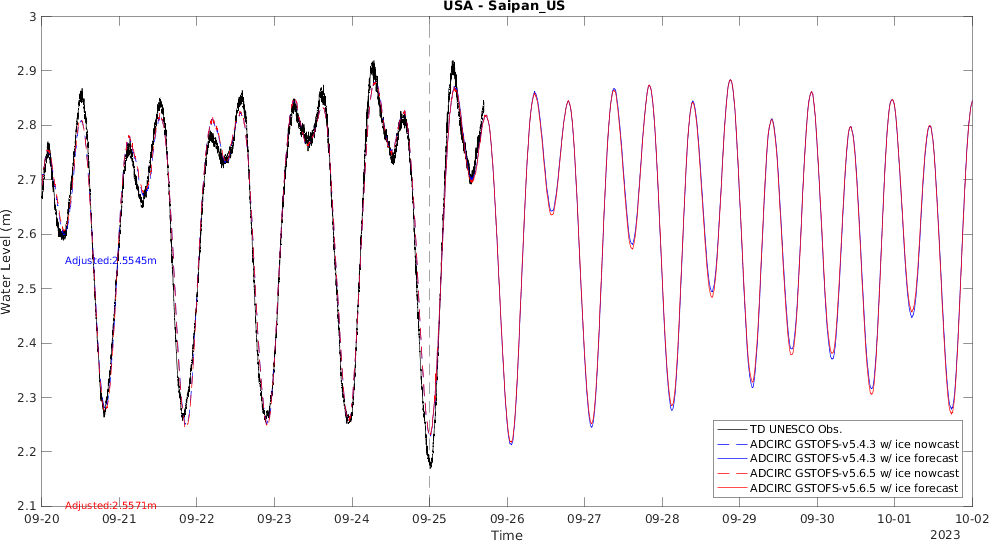 USA - Saipan_US
3
2.9
2.8
2.7
2.6
2.5
2.4
2.3
2.2
2.1
Water Level (m)
Adjusted:2.5545m
Adjusted:2.5571m
TD UNESCO Obs.
ADCIRC GSTOFS-v5.4.3 w/ ice nowcast
ADCIRC GSTOFS-v5.4.3 w/ ice forecast
ADCIRC GSTOFS-v5.6.5 w/ ice nowcast
ADCIRC GSTOFS-v5.6.5 w/ ice forecast
09-20 09-21 09-22 09-23 09-24 09-25 09-26 09-27 09-28 09-29 09-30 10-01 10-02
Time
2023